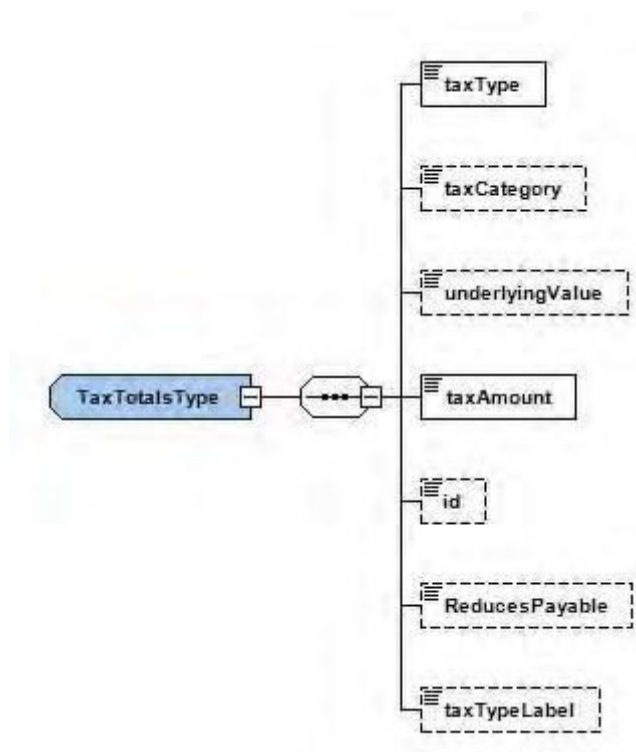 taxType
taxCategory
underlyingValue
TaxTotalsType
taxAmount
id
ReducesPayable
taxTypeLabel